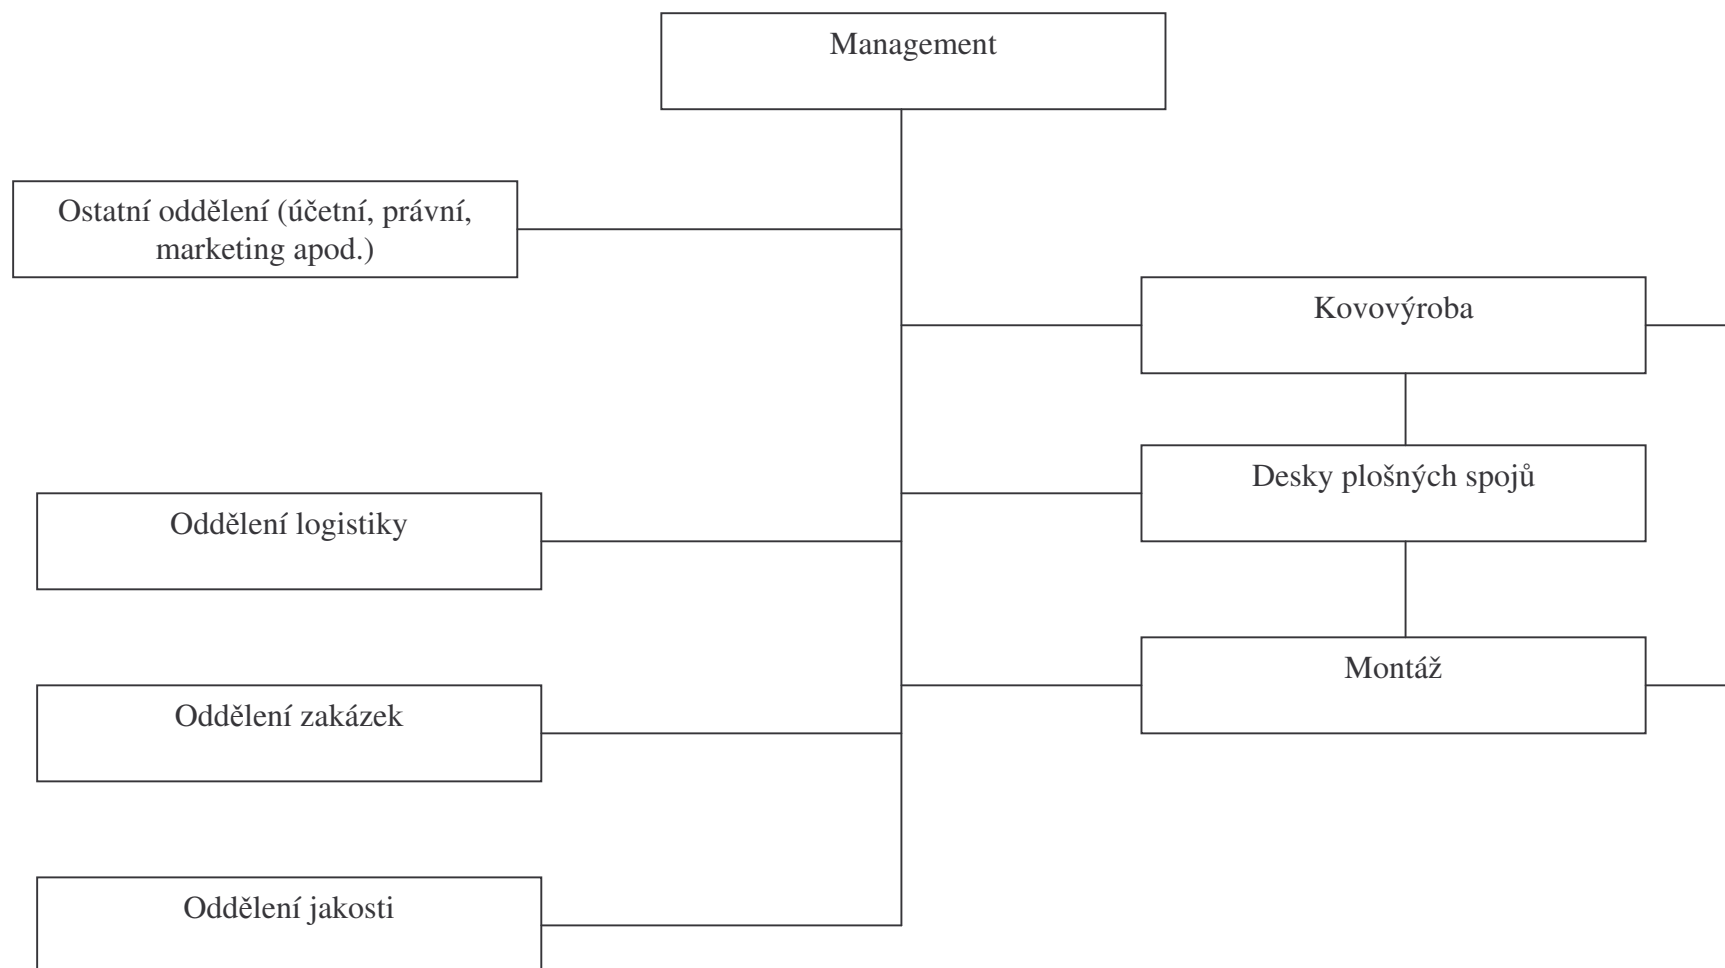 Management
Ostatní oddělení (účetní, právní,
marketing apod.)
Kovovýroba
Desky plošných spojů
Oddělení logistiky
Montáž
Oddělení zakázek
Oddělení jakosti